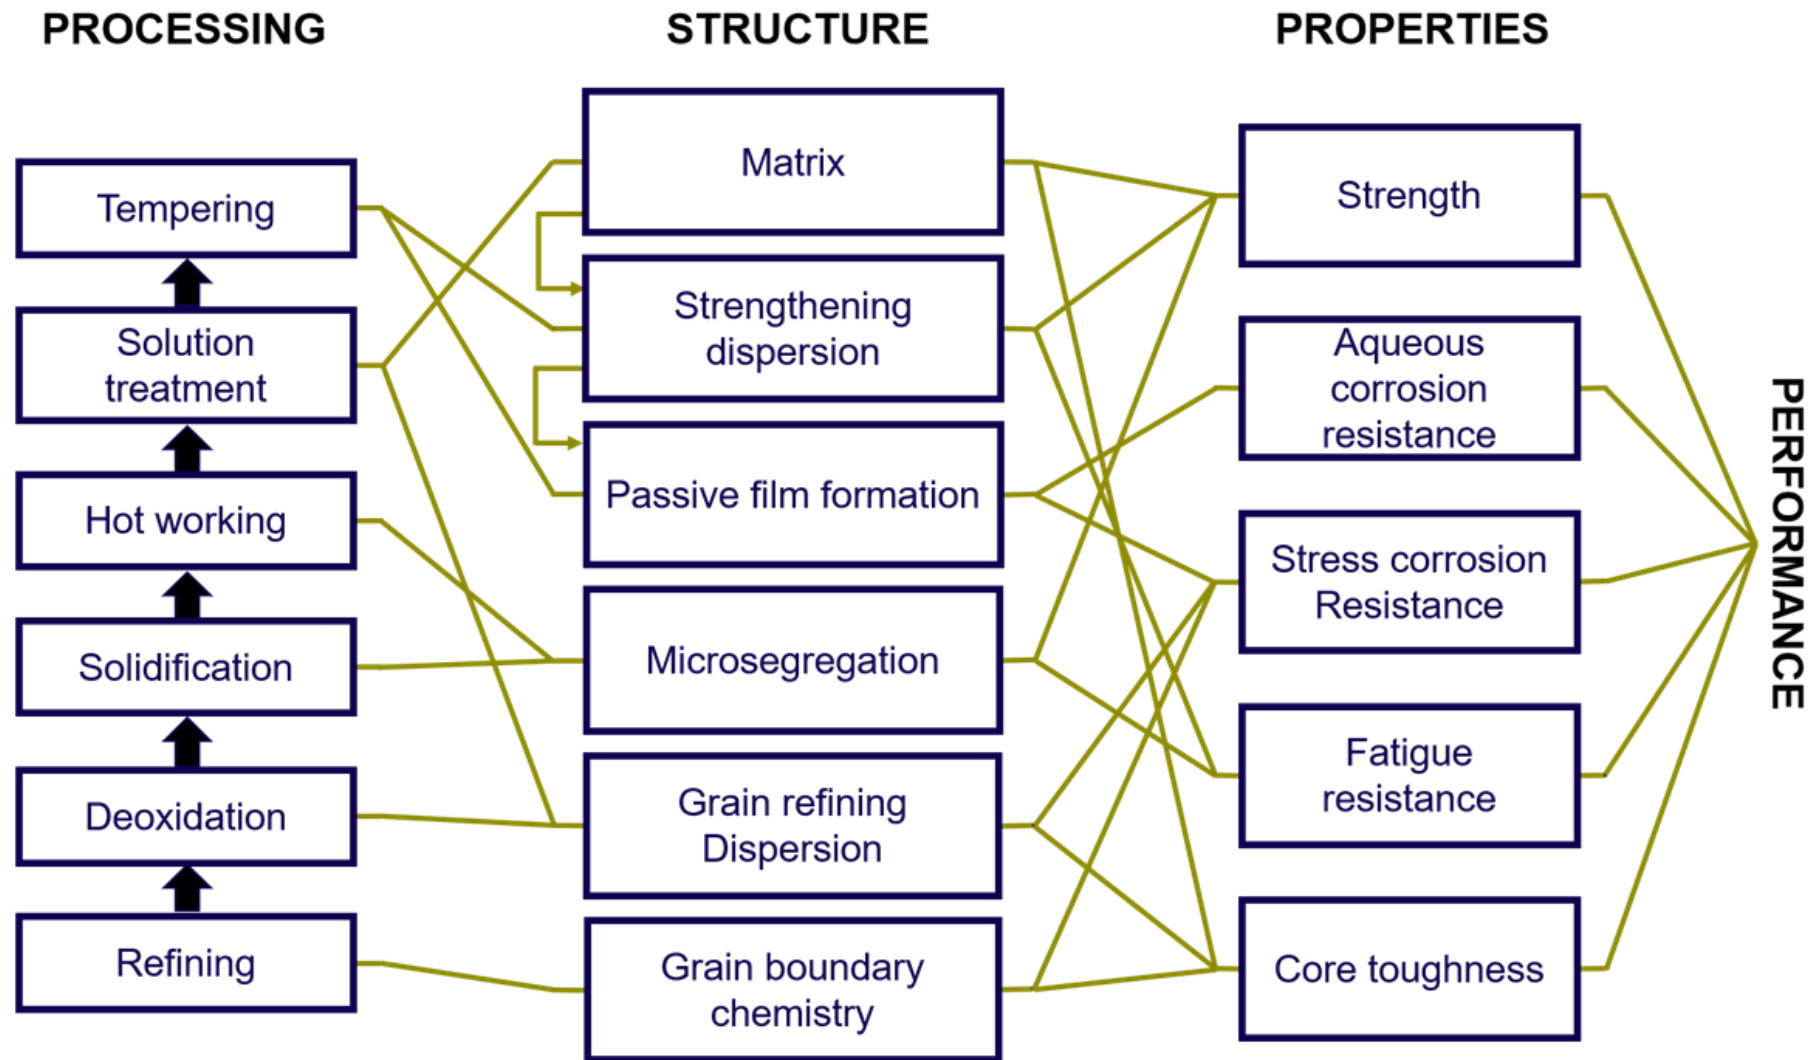 PROCESSING
STRUCTURE
PROPERTIES
Tempering
Solution
treatment
Hot working
Solidification
Deoxidation
Refining
Matrix
Strengthening
dispersion
Passive film formation
Microsegregation
Grain refining
Dispersion
Grain boundary
chemistry
Strength
Aqueous
corrosion
resistance
Stress corrosion
Resistance
Fatigue
resistance
Core toughness
PERFORMANCE